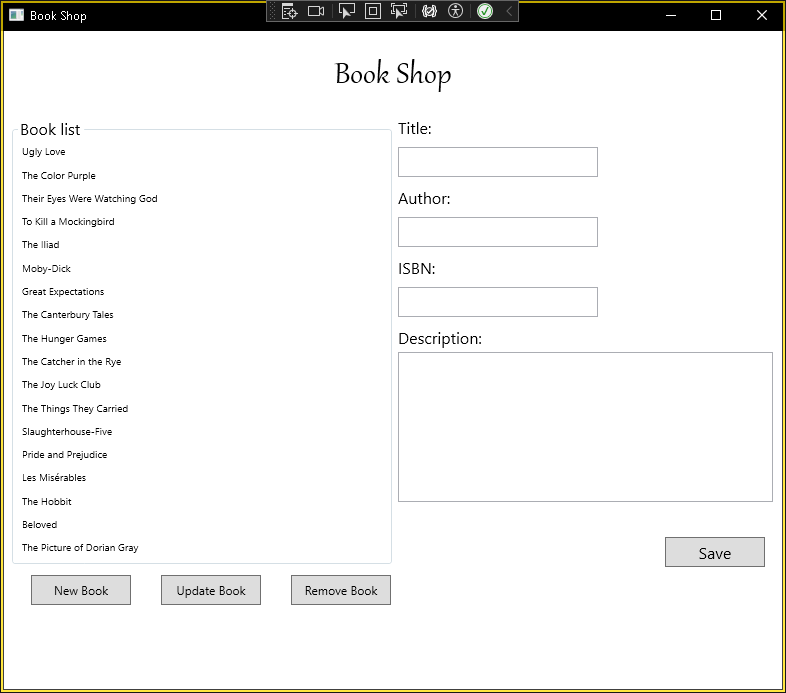 Book Shop
Book Shop
Book list
Ugly Love
The Color Purple
Their Eyes Were Watching God
To Kill a Mockingbird
The Iliad
Moby-Dick
Great Expectations
The Canterbury Tales
The Hunger Games
The Catcher in the Rye
The Joy Luck Club
The Things They Carried
Slaughterhouse-Five
Pride and Prejudice
Les Misérables
The Hobbit
Beloved
The Picture of Dorian Gray
New Book
Update Book
Remove Book
Title:
Author:
ISBN:
Description:
Save